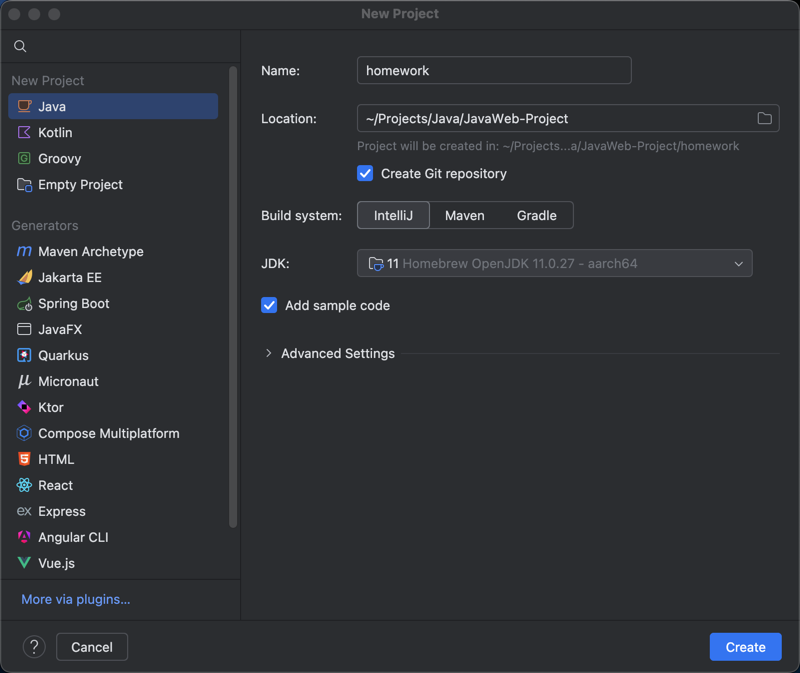 New Project
New Project
Java
Kotlin
Groovy
Empty Project
Generators
Maven Archetype
Jakarta EE
Spring Boot
JavaFX
Quarkus
Micronaut
Ktor
Compose Multiplatform
HTML
React
ex Express
Angular CLI
Vue.js
More via plugins...
Name: homework
Location: ~/Projects/Java/JavaWeb-Project
Project will be created in: ~/Projects...a/JavaWeb-Project/homework
Create Git repository
Build system: IntelliJ Maven Gradle
JDK: 11 Homebrew OpenJDK 11.0.27 - aarch64
Add sample code
Advanced Settings
? Cancel Create